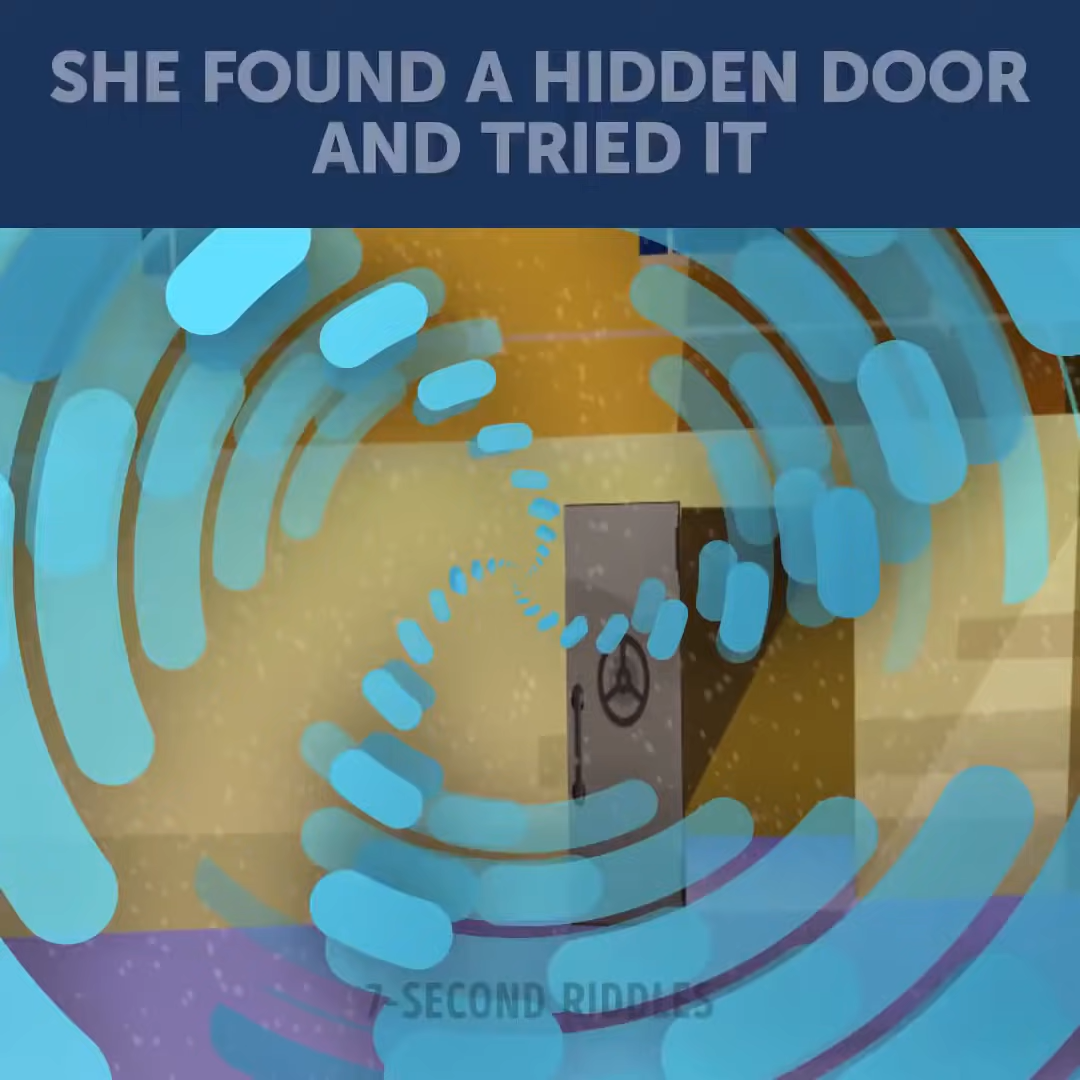 SHE FOUND A HIDDEN DOOR
AND TRIED IT
7-SECOND RIDDLES